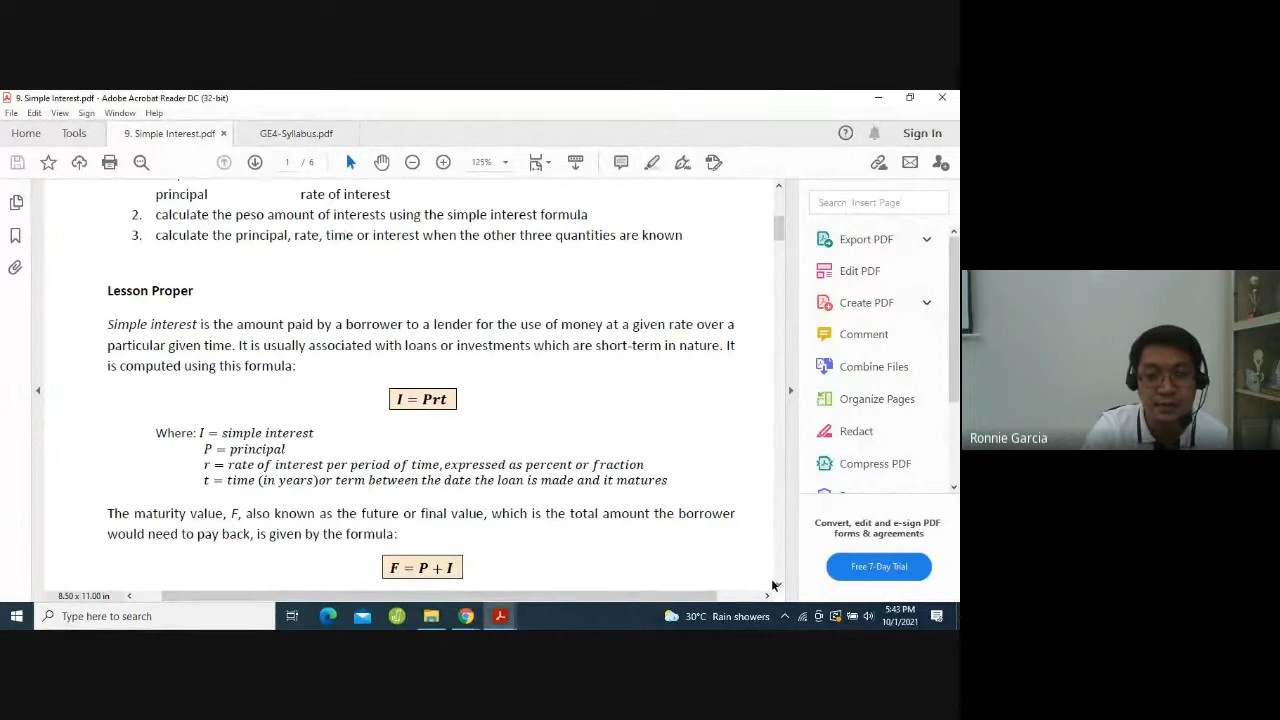 9. Simple Interest.pdf - Adobe Acrobat Reader DC (32-bit)
File Edit View Sign Window Help
Home Tools 9. Simple Interest.pdf × GE4-Syllabus.pdf Sign In
1 / 6 125%
principal rate of interest
2. calculate the peso amount of interests using the simple interest formula
3. calculate the principal, rate, time or interest when the other three quantities are known
Lesson Proper
Simple interest is the amount paid by a borrower to a lender for the use of money at a given rate over a
particular given time. It is usually associated with loans or investments which are short-term in nature. It
is computed using this formula:
I = Prt
Where: I = simple interest
P = principal
r = rate of interest per period of time, expressed as percent or fraction
t = time (in years)or term between the date the loan is made and it matures
The maturity value, F, also known as the future or final value, which is the total amount the borrower
would need to pay back, is given by the formula:
F = P + I
8.50 x 11.00 in
Search 'Insert Page'
Export PDF
Edit PDF
Create PDF
Comment
Combine Files
Organize Pages
Redact
Compress PDF
Convert, edit and e-sign PDF
forms & agreements
Free 7-Day Trial
Type here to search
30°C Rain showers
5:43 PM
10/1/2021
Ronnie Garcia